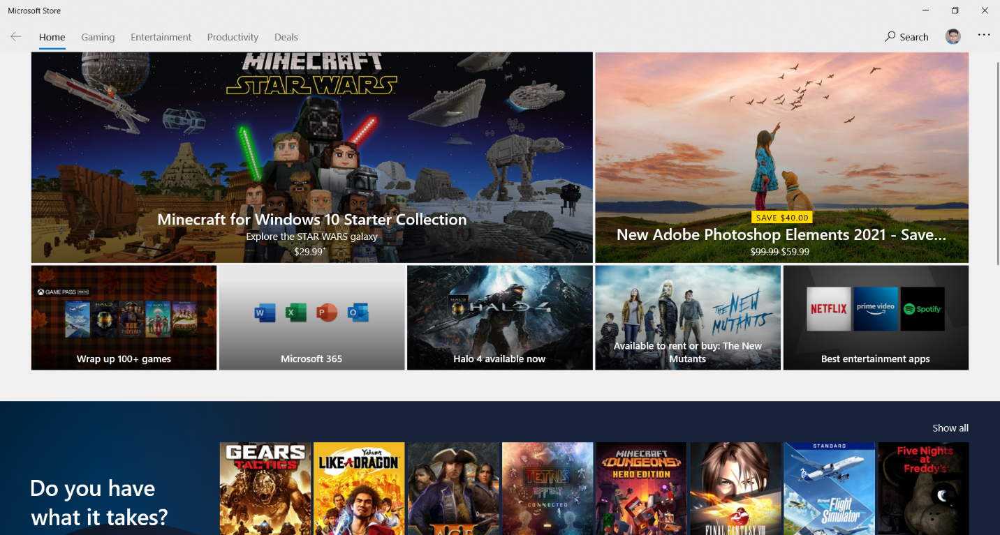 Microsoft Store
Home Gaming Entertainment Productivity Deals
Search
MINECRAFT
STAR WARS
Minecraft for Windows 10 Starter Collection
Explore the STAR WARS galaxy
$29.99+
SAVE $40.00
New Adobe Photoshop Elements 2021 - Save...
$99.99 $59.99
GAME PASS
HALO
Wrap up 100+ games
W X P O
Microsoft 365
HALO
HALO 4
Halo 4 available now
THE NEW
MUTANTS
Available to rent or buy: The New
Mutants
NETFLIX
prime video
Spotify
Best entertainment apps
Show all
Do you have
what it takes?
GEARS
TACTICS
Yakuza
LIKE A DRAGON
AGE
III
TETRIS
EFFECT
CONNECTED
MINECRAFT
DUNGEONS
HERO EDITION
FINAL FANTASY VIII
STANDARD
Microsoft
Flight
Simulator
Five Nights
at
Freddy's